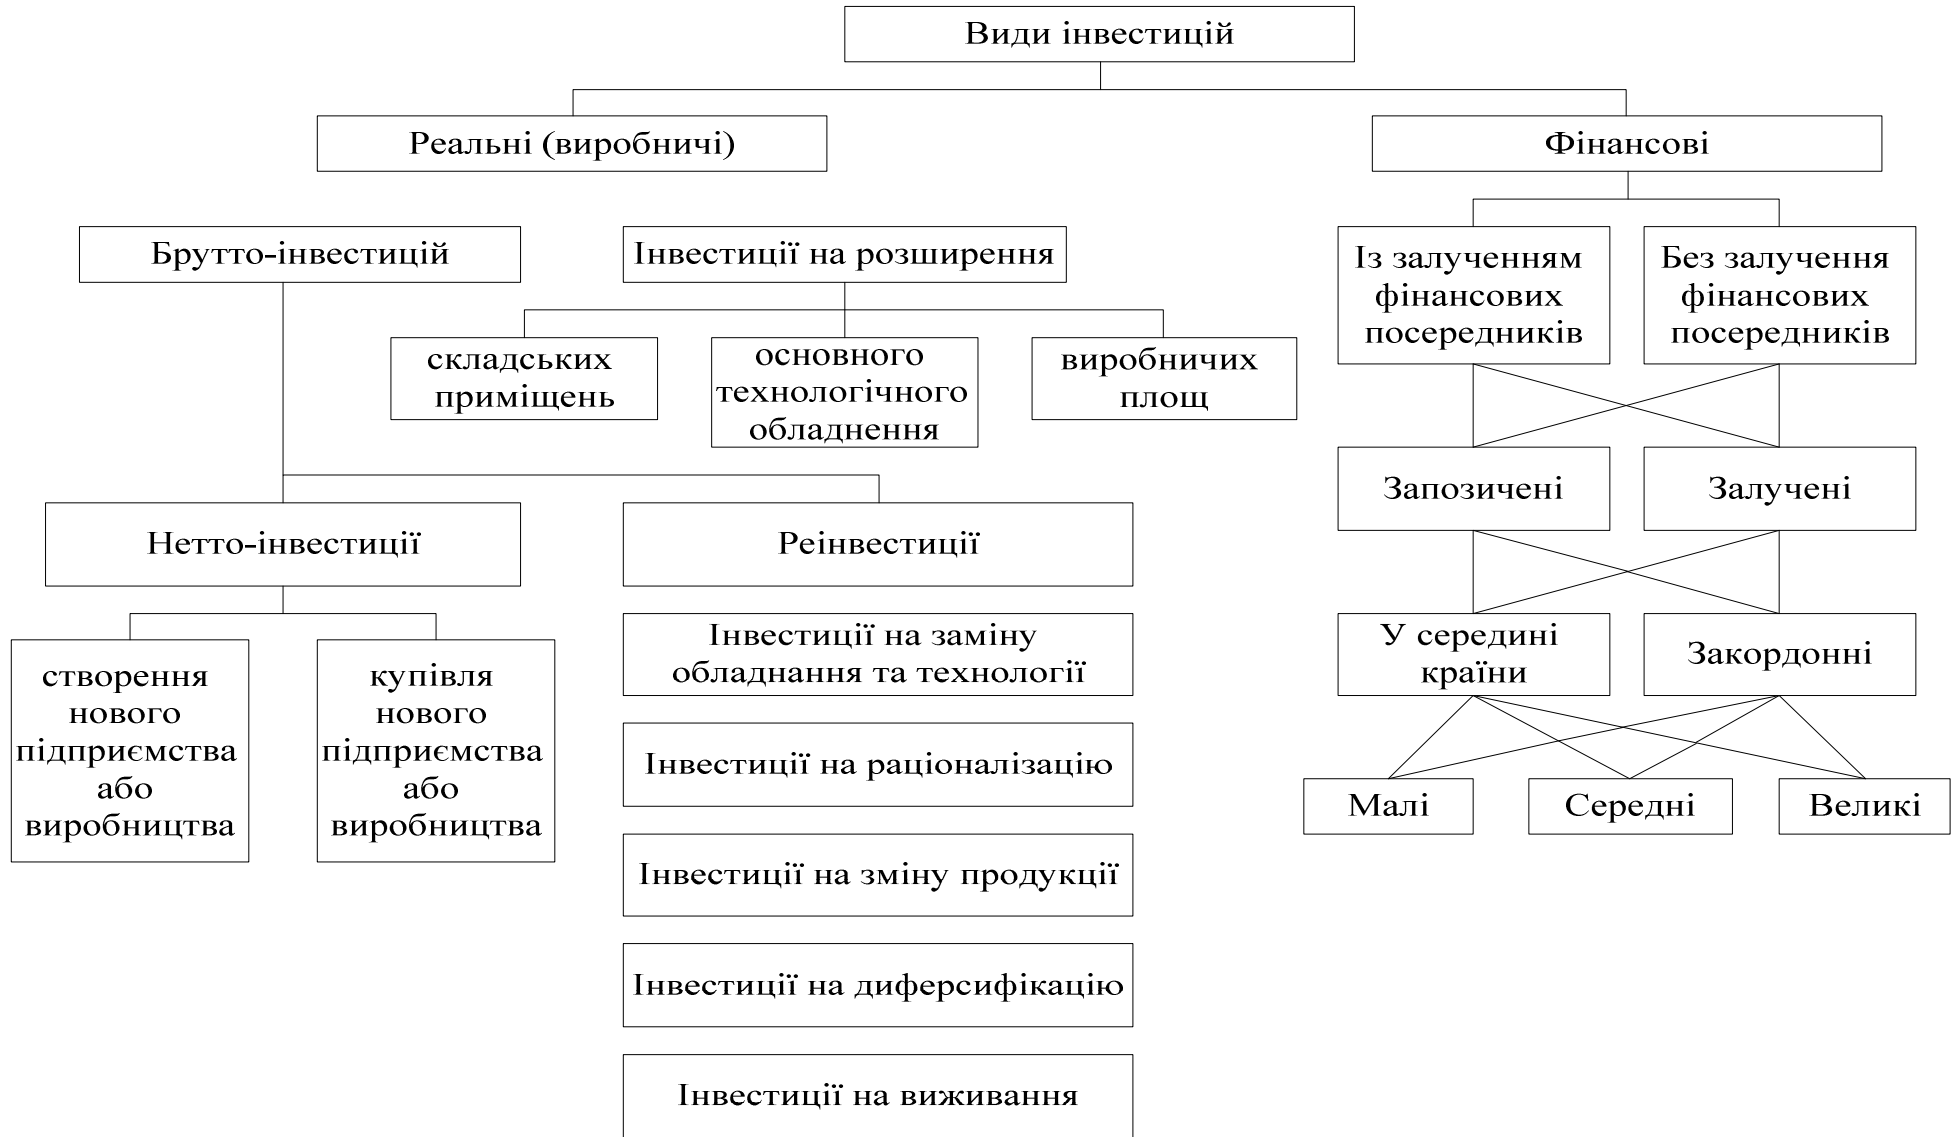 Види інвестицій
Реальні (виробничі)
Фінансові
Брутто-інвестицій
Інвестиції на розширення
Із залученням
фінансових
посередників
Без залучення
фінансових
посередників
складських
приміщень
основного
технологічного
обладнення
виробничих
площ
Запозичені
Залучені
Нетто-інвестиції
Реінвестиції
створення
нового
підприємства
або
виробництва
купівля
нового
підприємства
або
виробництва
Інвестиції на заміну
обладнання та технології
У середині
країни
Закордонні
Інвестиції на раціоналізацію
Малі
Середні
Великі
Інвестиції на зміну продукції
Інвестиції на диферсифікацію
Інвестиції на виживання